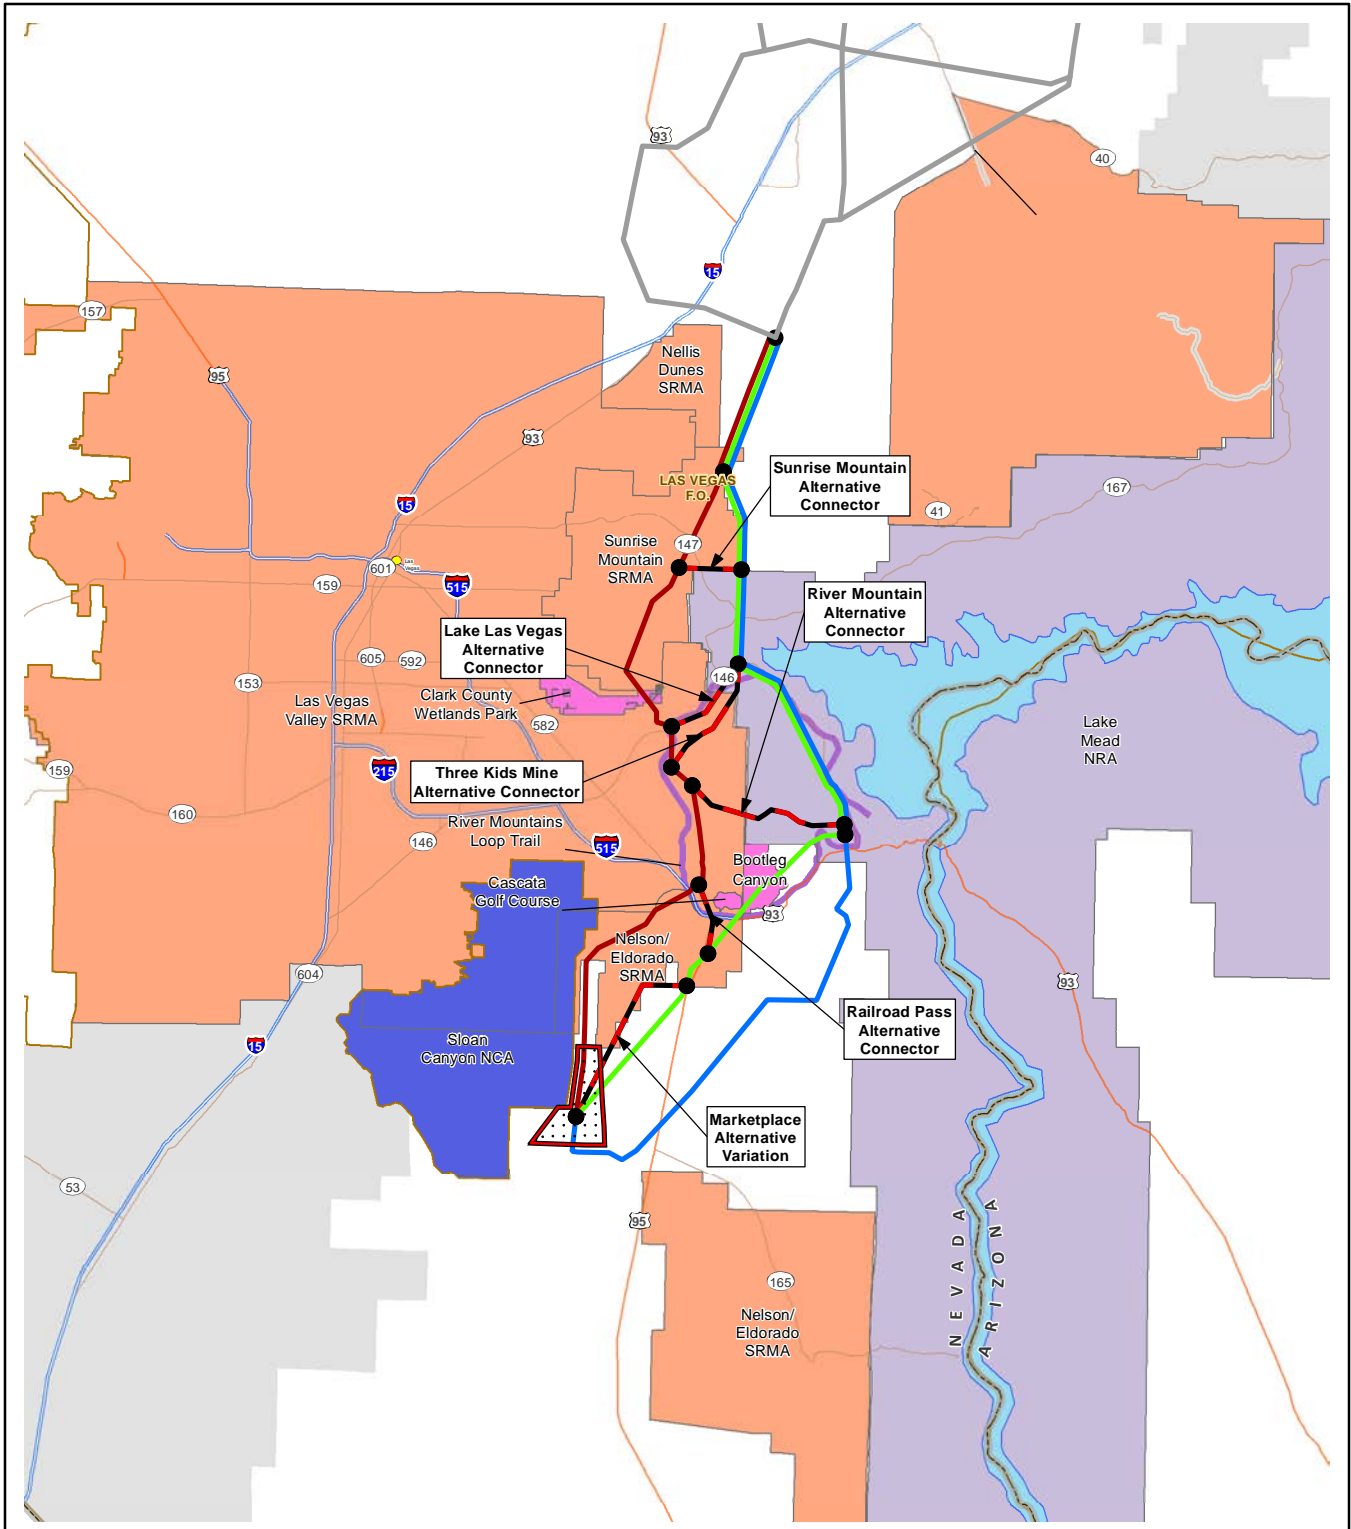 93
40
15
157
95
Nellis
Dunes
SRMA
93
Sunrise Mountain
Alternative
Connector
LAS VEGAS
F.O.
167
15
41
147
Sunrise
Mountain
SRMA
601
Las
Vegas
159
515
River Mountain
Alternative
Connector
Lake Las Vegas
Alternative
Connector
605
592
146
153
Clark County
Wetlands Park
Las Vegas
Valley SRMA
582
Lake
Mead
NRA
159
215
Three Kids Mine
Alternative Connector
160
River Mountains
Loop Trail
146
515
Bootleg
Canyon
Cascata
Golf Course
93
Nelson/
Eldorado
SRMA
604
93
Railroad Pass
Alternative
Connector
15
Sloan
Canyon NCA
Marketplace
Alternative
Variation
53
95
NEVADA
ARIZONA
165
Nelson/
Eldorado
SRMA